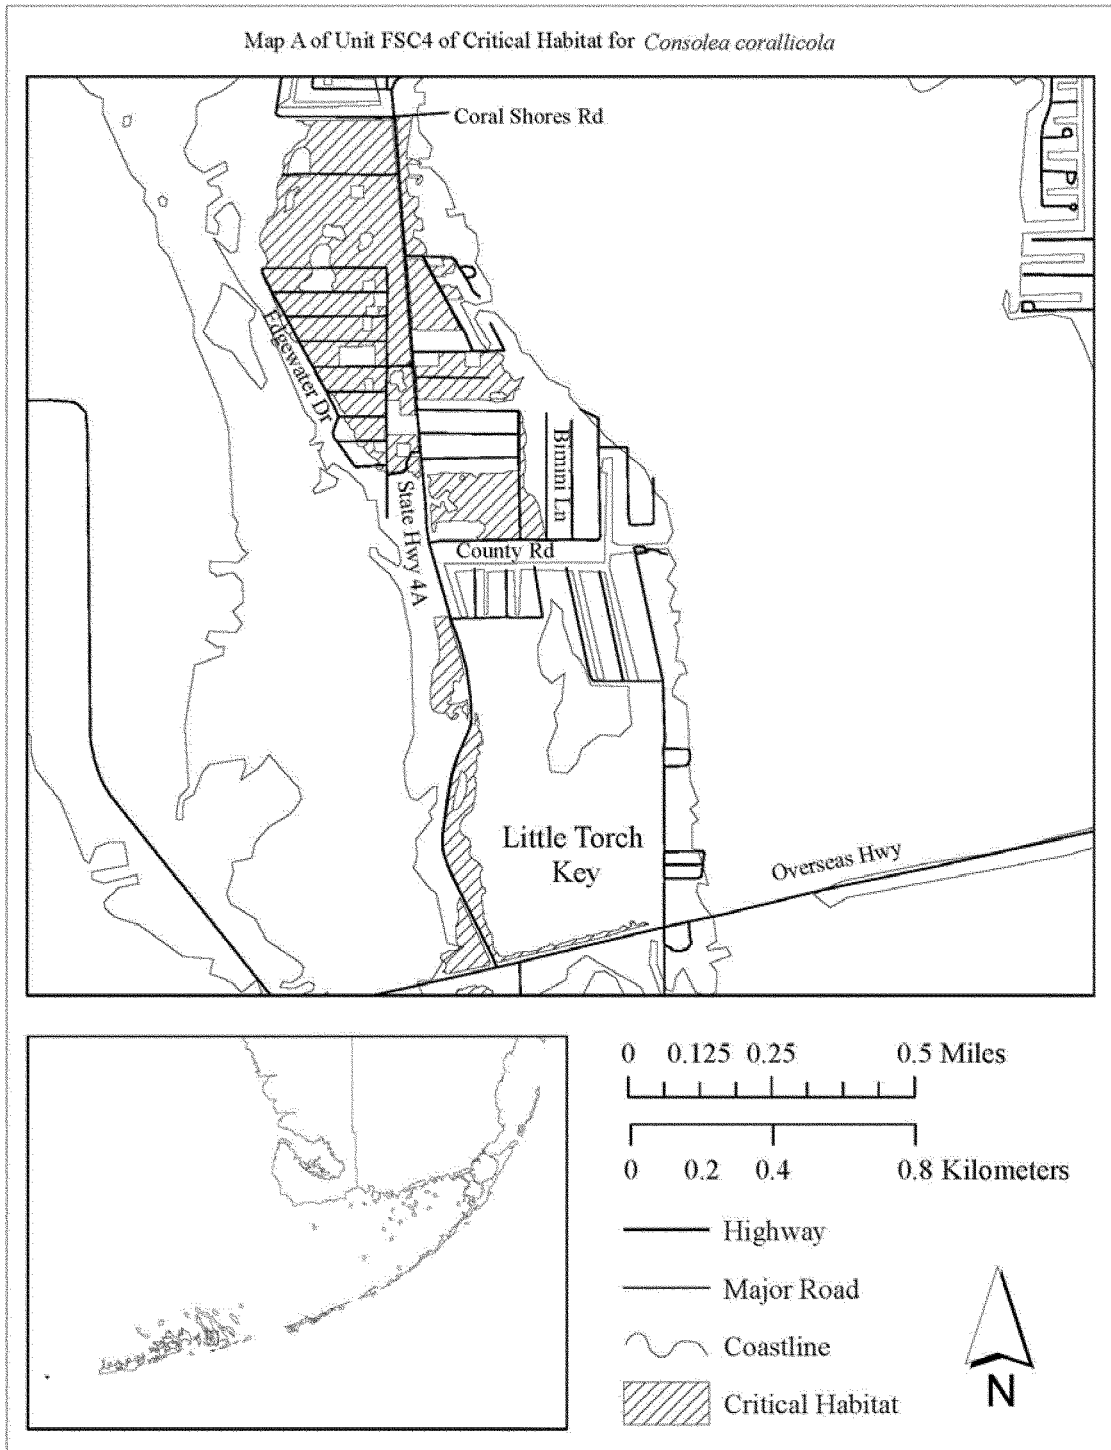 Map A of Unit FSC4 of Critical Habitat for Consolea corallicola
Coral Shores Rd
Edgewater Dr
Bimini Ln
State Hwy 4A
County Rd
Little Torch
Key
Overseas Hwy
0 0.125 0.25 0.5 Miles
0 0.2 0.4 0.8 Kilometers
Highway
Major Road
Coastline
Critical Habitat
N